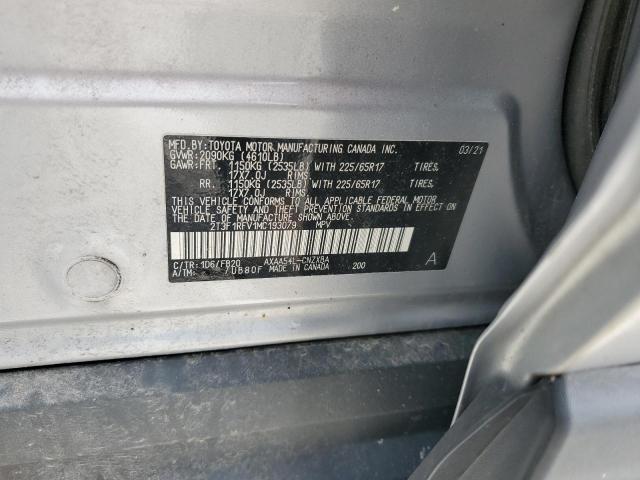 MFD.BY:TOYOTA MOTOR MANUFACTURING CANADA INC. 03/21
GVWR:2090KG (4610LB)
GAWR:FRT. 1150KG (2535LB) WITH 225/65R17 TIRES,
17X7.0J RIMS,
RR. 1150KG (2535LB) WITH 225/65R17 TIRES,
17X7.0J RIMS,
THIS VEHICLE CONFORMS TO ALL APPLICABLE FEDERAL MOTOR
VEHICLE SAFETY, BUMPER, AND THEFT PREVENTION
STANDARDS IN EFFECT ON THE DATE OF MANUFACTURE
SHOWN ABOVE.
2T3F1RFV1MC193079 MPV
C/TR:1D6/FB20 AXAA54L-CNZXBA A
A/TM: /DB80F MADE IN CANADA 200